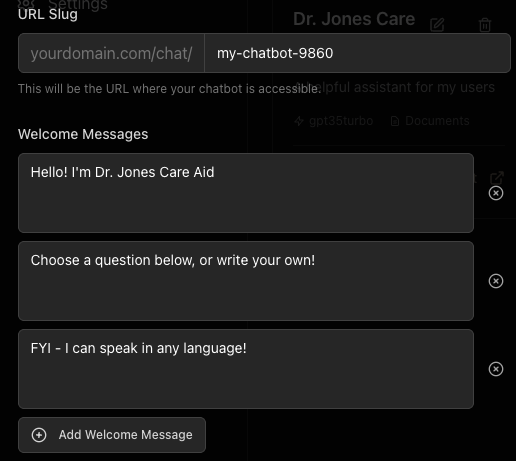 Settings
URL Slug
Dr. Jones Care
yourdomain.com/chat/
my-chatbot-9860
This will be the URL where your chatbot is accessible.
helpful assistant for my users
gpt35turbo
Documents
Welcome Messages
Hello! I'm Dr. Jones Care Aid
Choose a question below, or write your own!
FYI - I can speak in any language!
Add Welcome Message